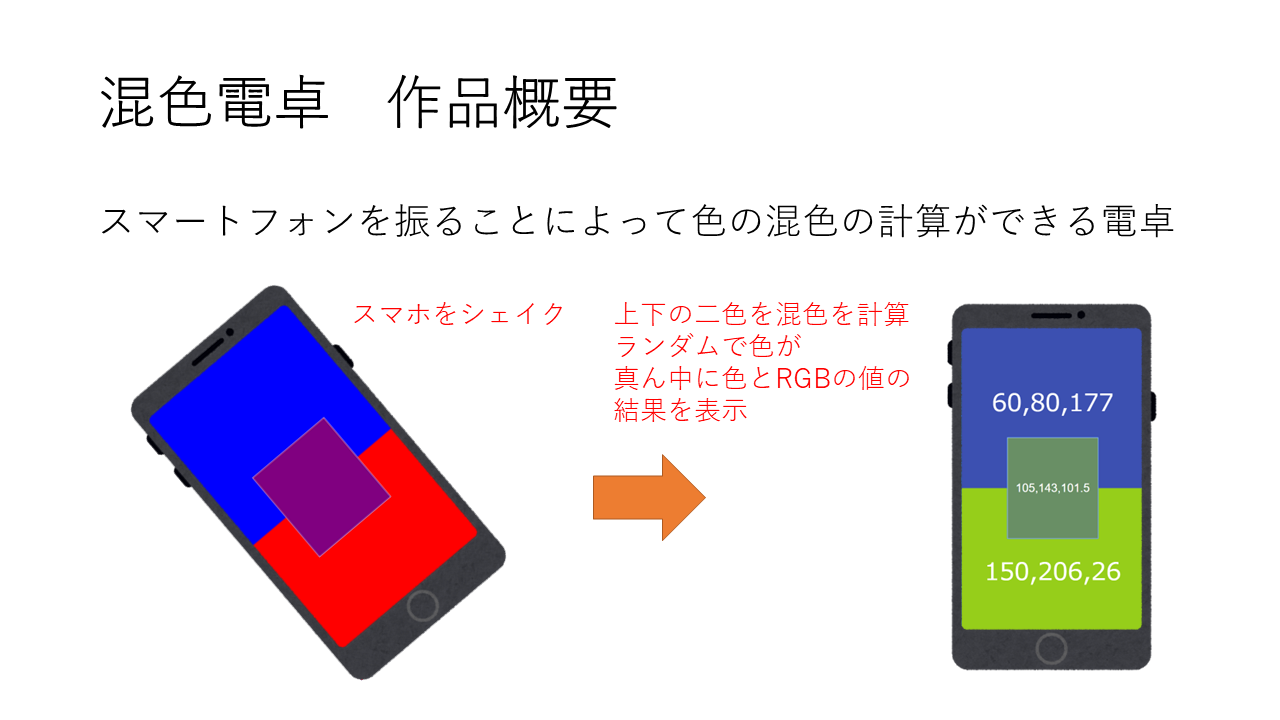 混色電卓　作品概要
スマートフォンを振ることによって色の混色の計算ができる電卓
スマホをシェイク
上下の二色を混色を計算
ランダムで色が
真ん中に色とRGBの値の
結果を表示
60,80,177
105,143,101.5
150,206,26